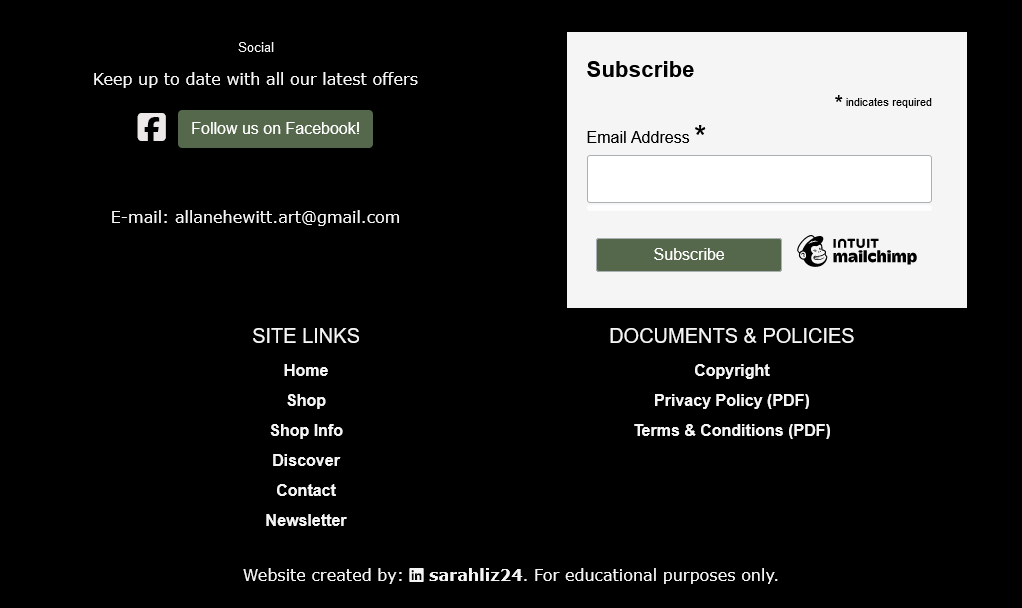 Social
Keep up to date with all our latest offers
Follow us on Facebook!
E-mail: allanehewitt.art@gmail.com
Subscribe
* indicates required
Email Address *
Subscribe
INTUIT
mailchimp
SITE LINKS
Home
Shop
Shop Info
Discover
Contact
Newsletter
DOCUMENTS & POLICIES
Copyright
Privacy Policy (PDF)
Terms & Conditions (PDF)
Website created by: in sarahliz24. For educational purposes only.